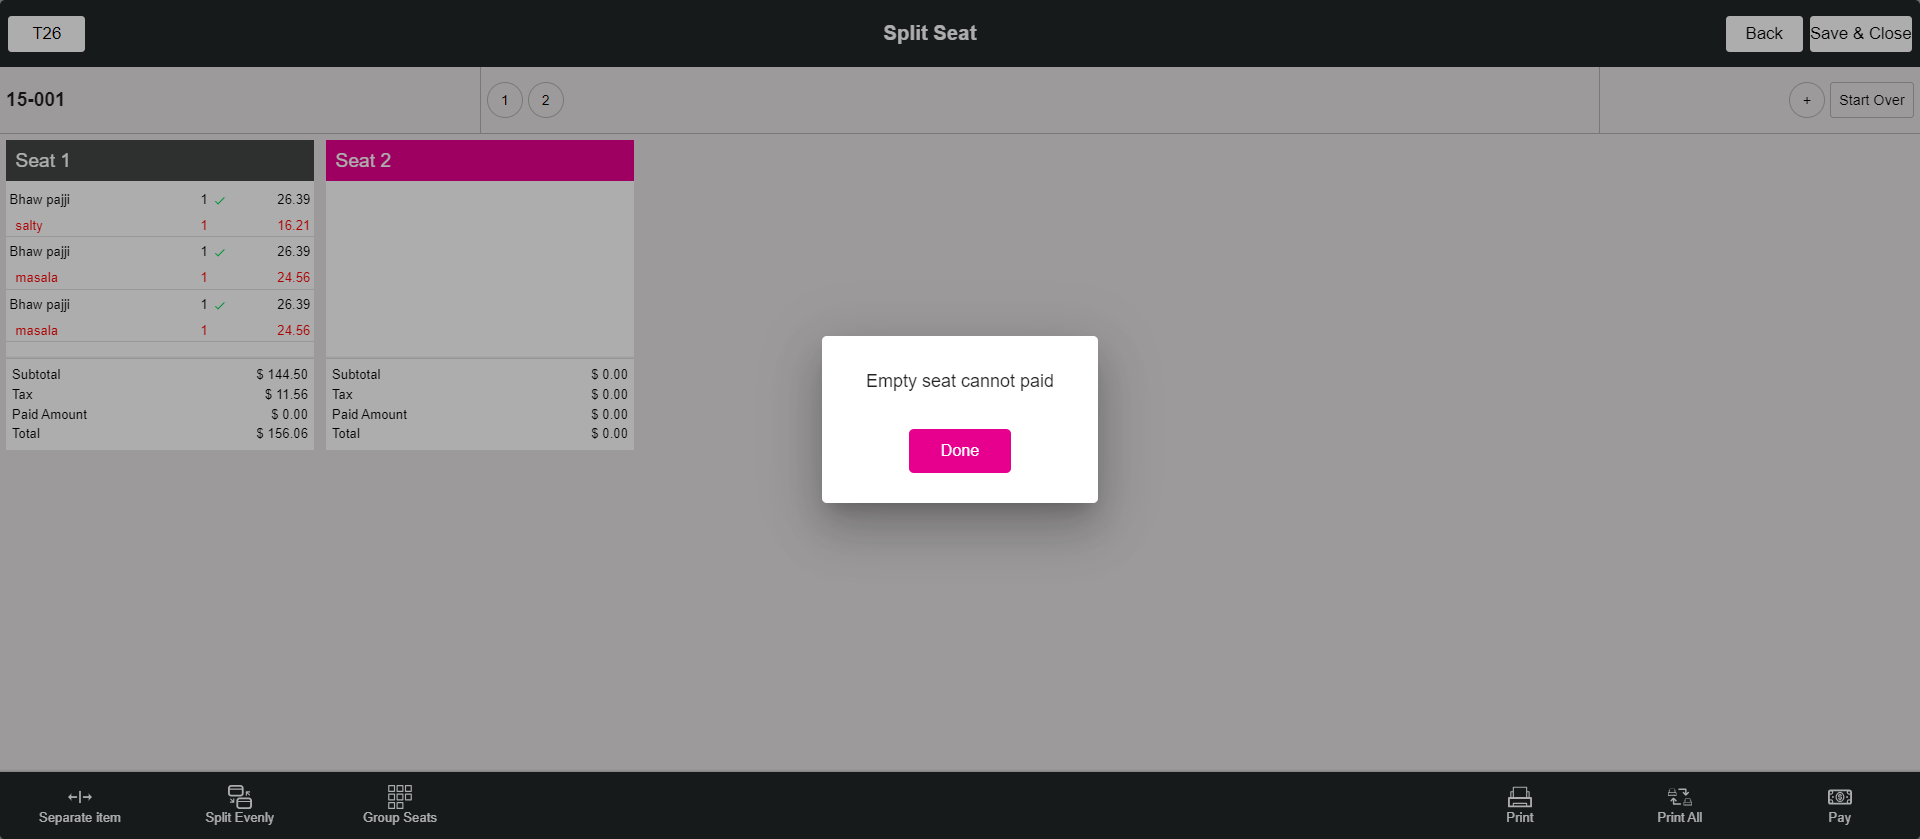 T26
Split Seat
Back
Save & Close
15-001
1
2
+
Start Over
Seat 1
Bhaw pajji 1 26.39
salty 1 16.21
Bhaw pajji 1 26.39
masala 1 24.56
Bhaw pajji 1 26.39
masala 1 24.56
Subtotal $ 144.50
Tax $ 11.56
Paid Amount $ 0.00
Total $ 156.06
Seat 2
Subtotal $ 0.00
Tax $ 0.00
Paid Amount $ 0.00
Total $ 0.00
Empty seat cannot paid
Done
Separate item
Split Evenly
Group Seats
Print
Print All
Pay